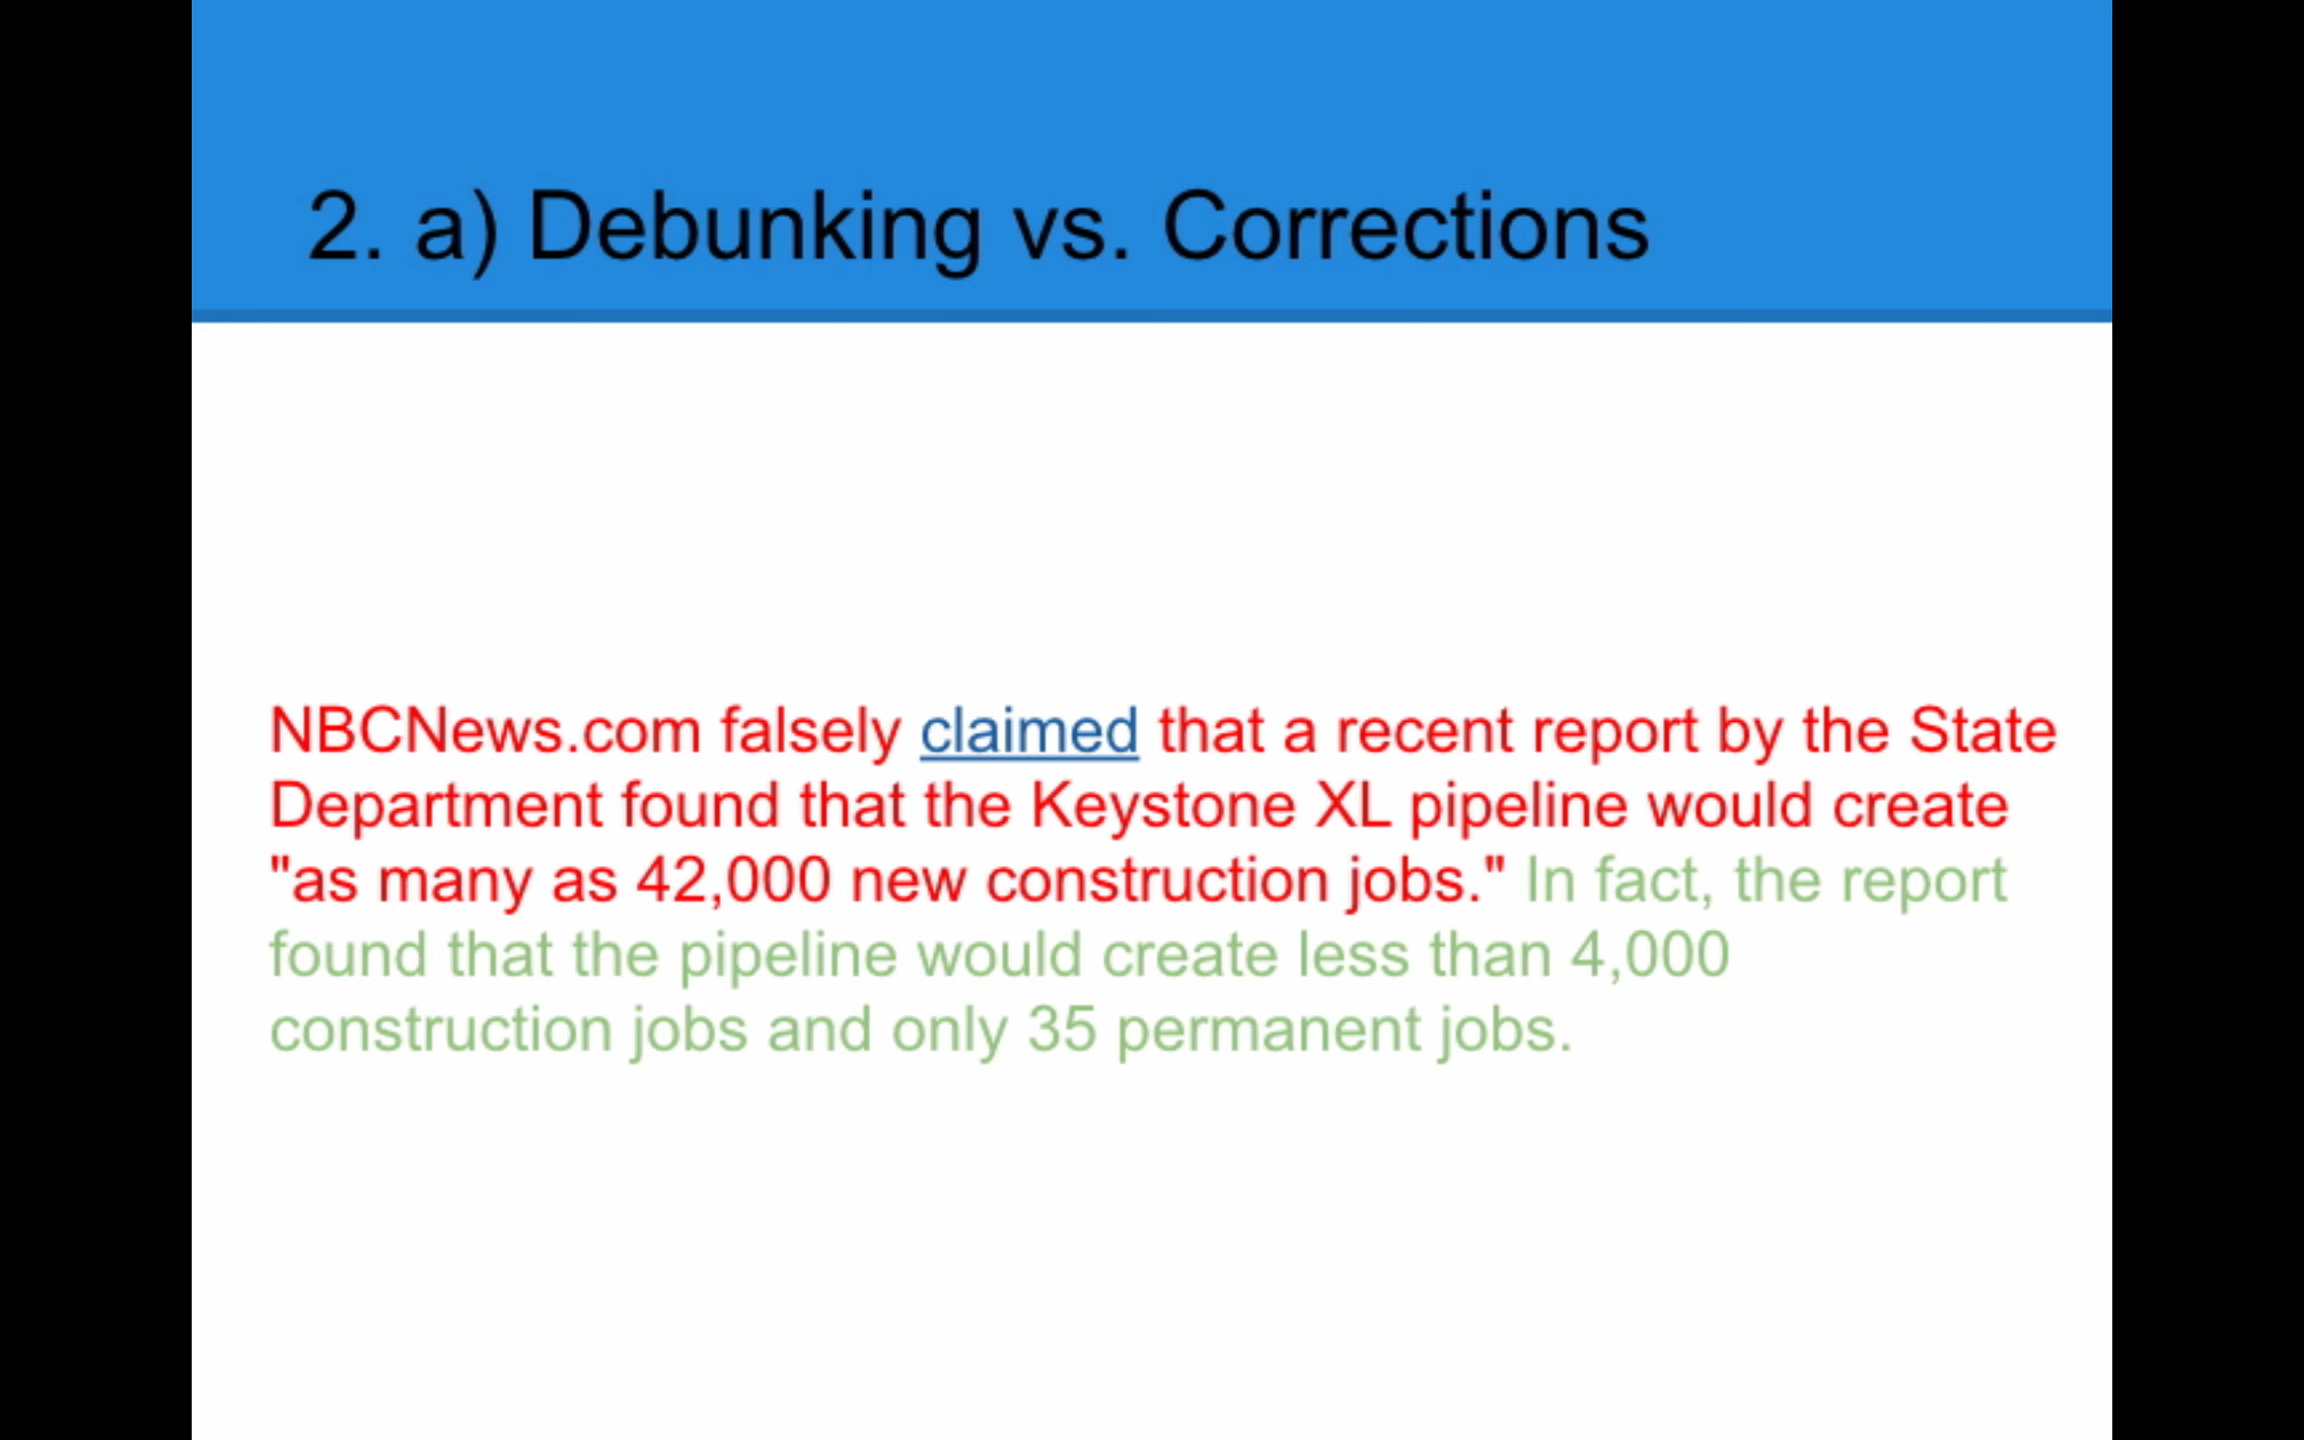 2. a) Debunking vs. Corrections
NBCNews.com falsely claimed that a recent report by the State
Department found that the Keystone XL pipeline would create
"as many as 42,000 new construction jobs." In fact, the report
found that the pipeline would create less than 4,000
construction jobs and only 35 permanent jobs.